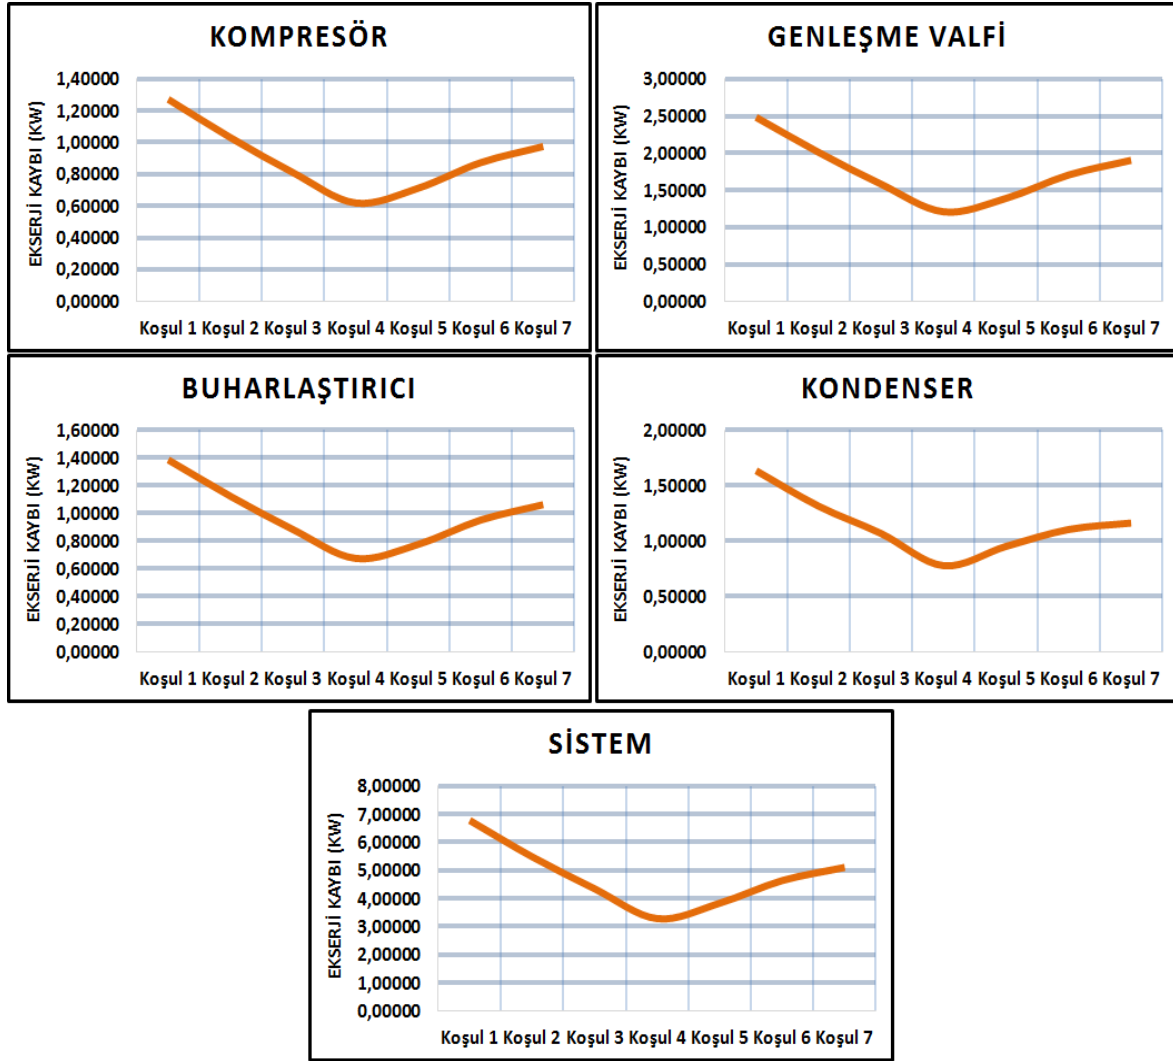 KOMPRESÖR
EKSERJİ KAYBI (KW)
1,40000
1,20000
1,00000
0,80000
0,60000
0,40000
0,20000
0,00000
Koşul 1 Koşul 2 Koşul 3 Koşul 4 Koşul 5 Koşul 6 Koşul 7
GENLEŞME VALFİ
EKSERJİ KAYBI (KW)
3,00000
2,50000
2,00000
1,50000
1,00000
0,50000
0,00000
Koşul 1 Koşul 2 Koşul 3 Koşul 4 Koşul 5 Koşul 6 Koşul 7
BUHARLAŞTIRICI
EKSERJİ KAYBI (KW)
1,60000
1,40000
1,20000
1,00000
0,80000
0,60000
0,40000
0,20000
0,00000
Koşul 1 Koşul 2 Koşul 3 Koşul 4 Koşul 5 Koşul 6 Koşul 7
KONDENSER
EKSERJİ KAYBI (KW)
2,00000
1,50000
1,00000
0,50000
0,00000
Koşul 1 Koşul 2 Koşul 3 Koşul 4 Koşul 5 Koşul 6 Koşul 7
SİSTEM
EKSERJİ KAYBI (KW)
8,00000
7,00000
6,00000
5,00000
4,00000
3,00000
2,00000
1,00000
0,00000
Koşul 1 Koşul 2 Koşul 3 Koşul 4 Koşul 5 Koşul 6 Koşul 7